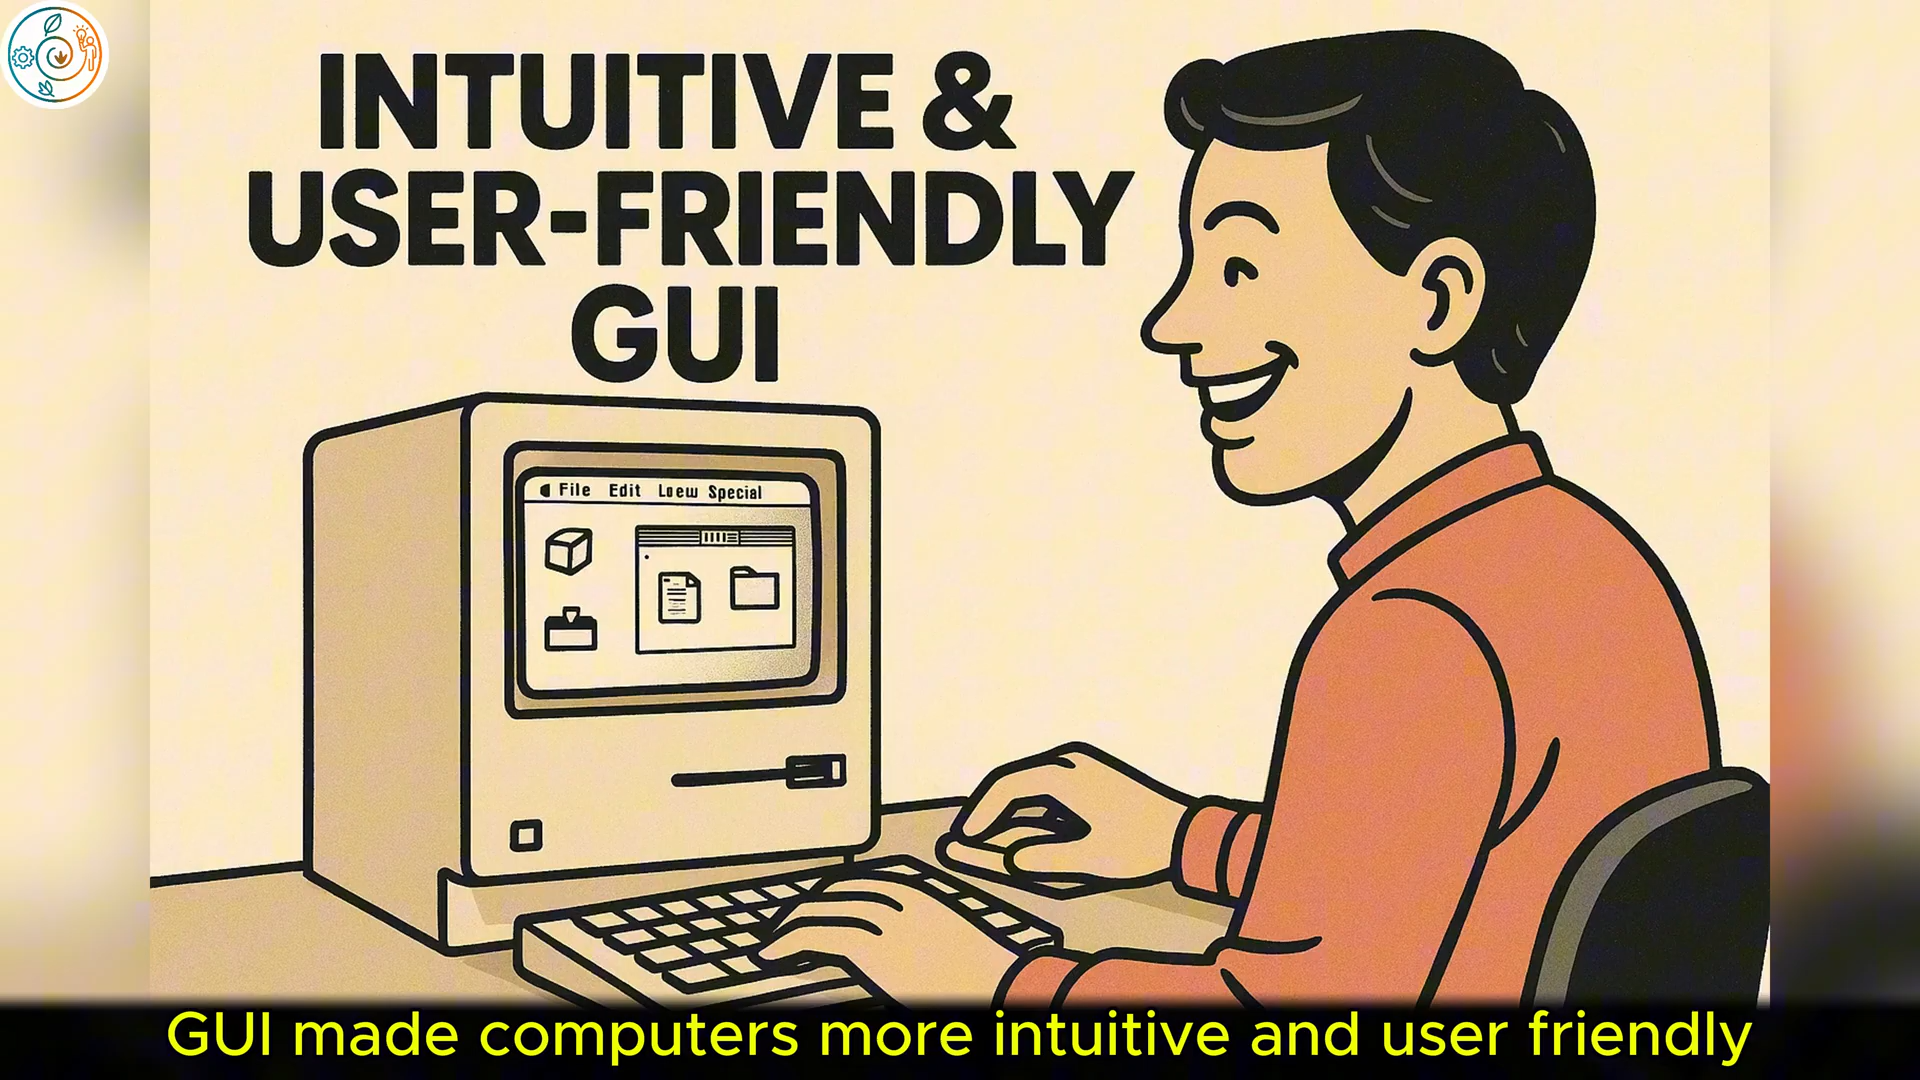 INTUITIVE &
USER-FRIENDLY
GUI
File Edit Loew Special
GUI made computers more intuitive and user friendly